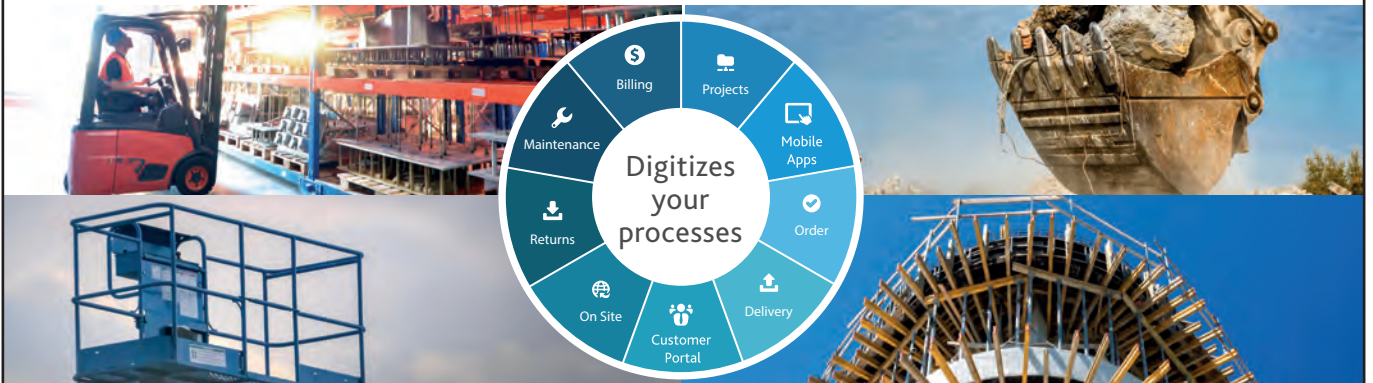 Digitizes
your
processes
Billing
Projects
Mobile
Apps
Order
Delivery
Customer
Portal
On Site
Returns
Maintenance